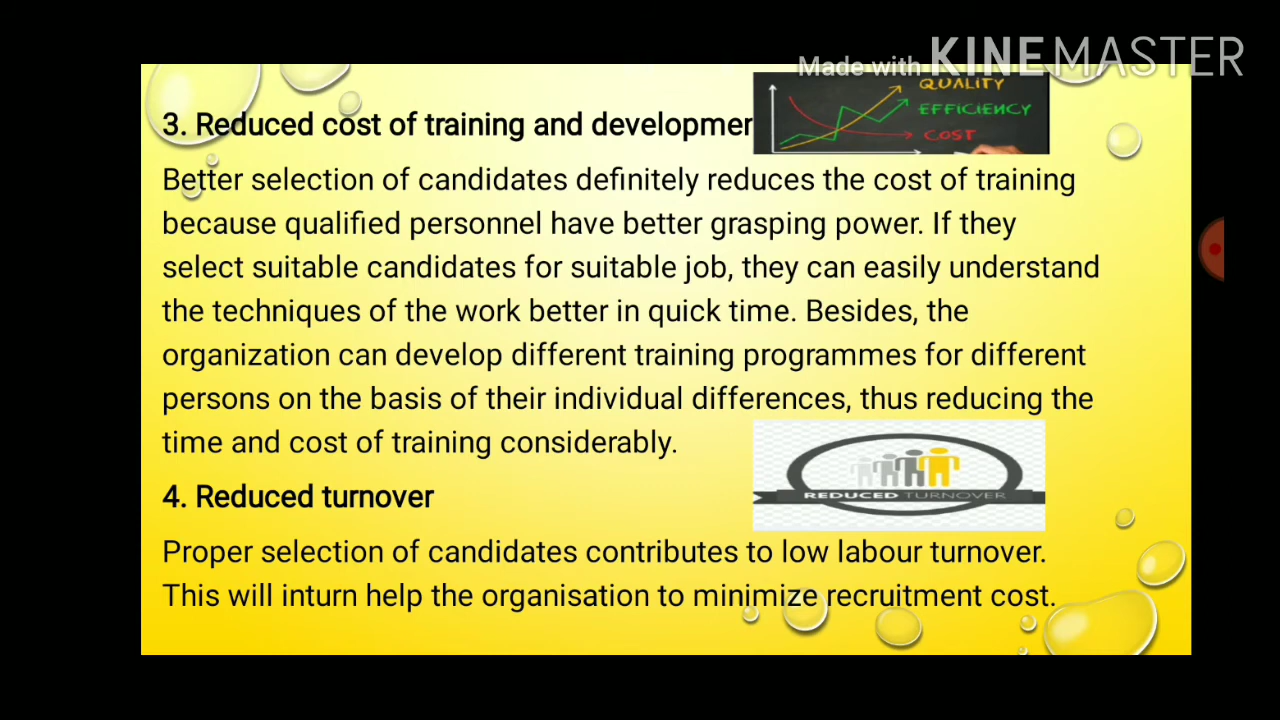 Made with KINEMASTER
QUALITY
EFFICIENCY
COST
3. Reduced cost of training and developmen
Better selection of candidates definitely reduces the cost of training
because qualified personnel have better grasping power. If they
select suitable candidates for suitable job, they can easily understand
the techniques of the work better in quick time. Besides, the
organization can develop different training programmes for different
persons on the basis of their individual differences, thus reducing the
time and cost of training considerably.
4. Reduced turnover
REDUCED TURNOVER
Proper selection of candidates contributes to low labour turnover.
This will inturn help the organisation to minimize recruitment cost.